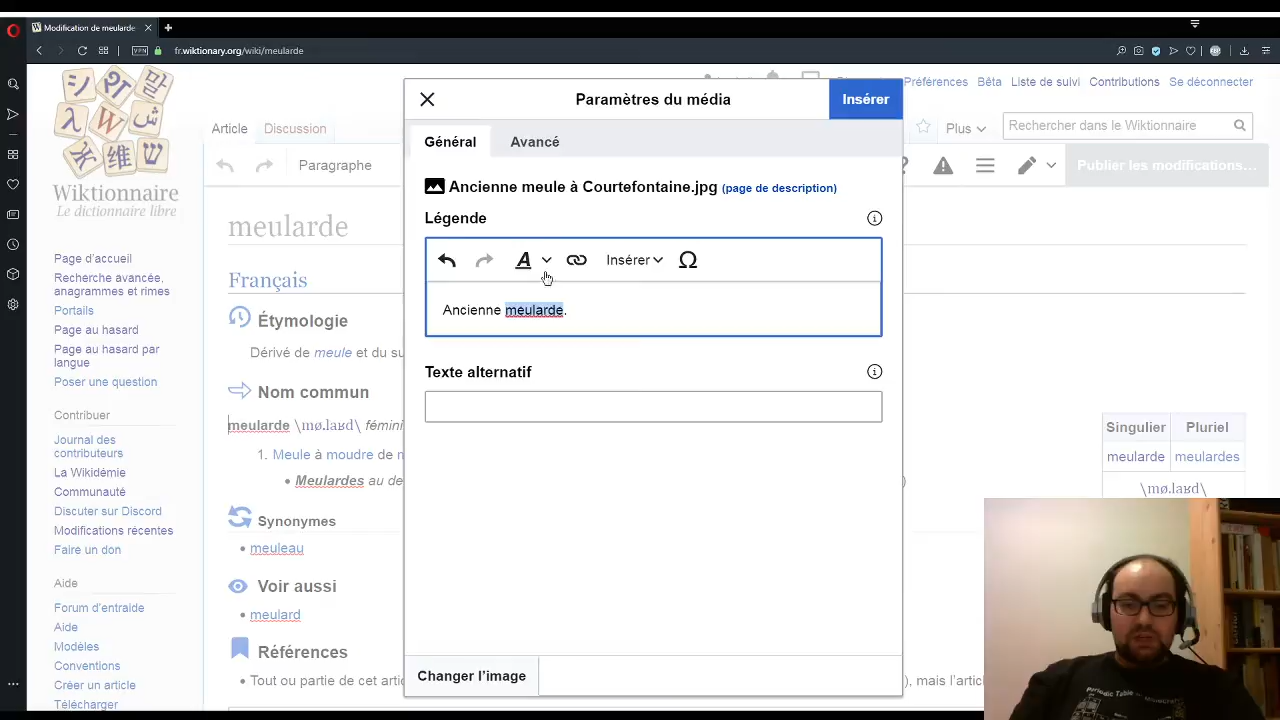 Modification de meularde
VPN
fr.wiktionary.org/wiki/meularde
Préférences Bêta Liste de suivi Contributions Se déconnecter
Paramètres du média
Insérer
Article Discussion
Plus
Rechercher dans le Wiktionnaire
Général Avancé
Paragraphe
Publier les modifications…
Wiktionnaire
Le dictionnaire libre
Ancienne meule à Courtefontaine.jpg (page de description)
Légende
meularde
Page d'accueil
Recherche avancée,
anagrammes et rimes
Portails
Page au hasard
Page au hasard par
langue
Poser une question
Français
Étymologie
Dérivé de meule et du su
Insérer
Ancienne meularde.
Texte alternatif
Nom commun
meularde \mø.laʁd\ fémini
1. Meule à moudre de
• Meulardes au de
Singulier Pluriel
meularde meulardes
\mø.laʁd\
Contribuer
Journal des
contributeurs
La Wikidémie
Communauté
Discuter sur Discord
Modifications récentes
Faire un don
Synonymes
• meuleau
Voir aussi
• meulard
Références
• Tout ou partie de cet artic
), mais l'artic
Aide
Forum d'entraide
Aide
Modèles
Conventions
Créer un article
Télécharger
Changer l'image
Periodic Table